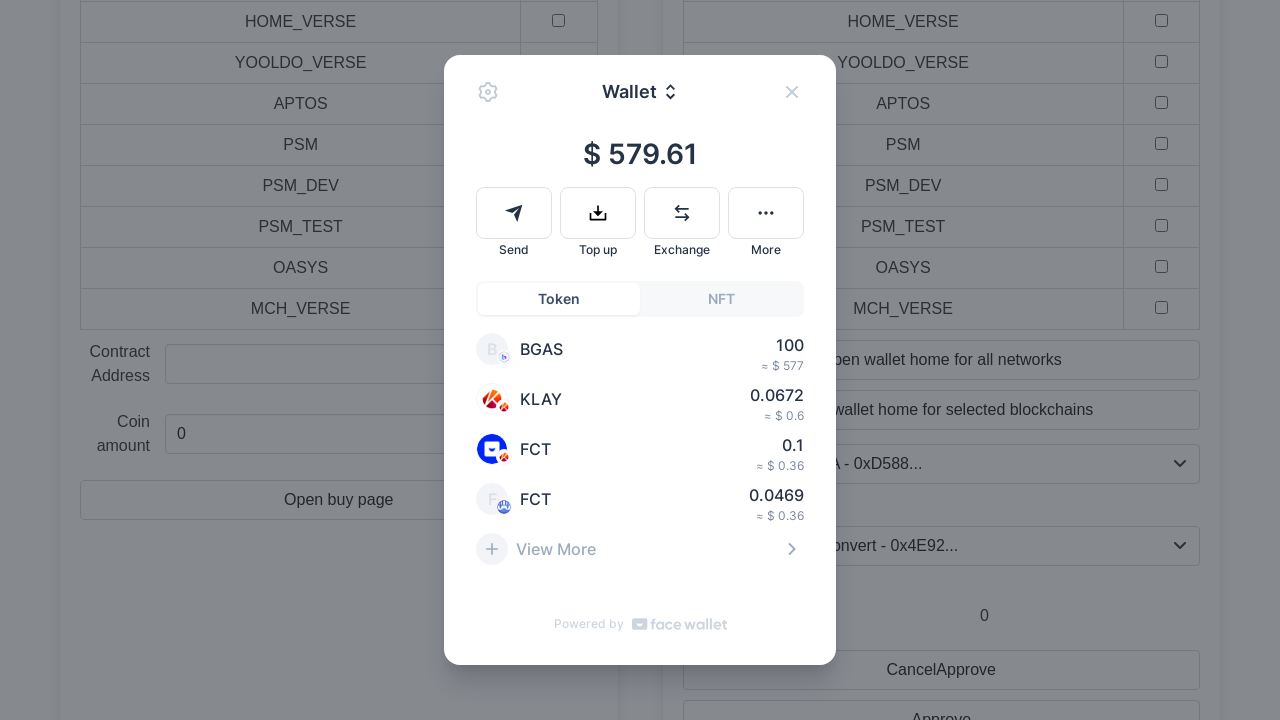 HOME_VERSE
HOME_VERSE
YOOLDO_VERSE
YOOLDO_VERSE
APTOS
APTOS
PSM
PSM
PSM_DEV
PSM_DEV
PSM_TEST
PSM_TEST
OASYS
OASYS
MCH_VERSE
MCH_VERSE
Contract
Address
Coin
amount
0
Open buy page
Wallet
$ 579.61
Send
Top up
Exchange
More
Token
NFT
B
BGAS
100
≈ $ 577
KLAY
0.0672
≈ $ 0.6
FCT
0.1
≈ $ 0.36
F
FCT
0.0469
≈ $ 0.36
View More
Powered by face wallet
wallet home for all networks
wallet home for selected blockchains
- 0xD588...
- 0x4E92...
0
CancelApprove
Approve